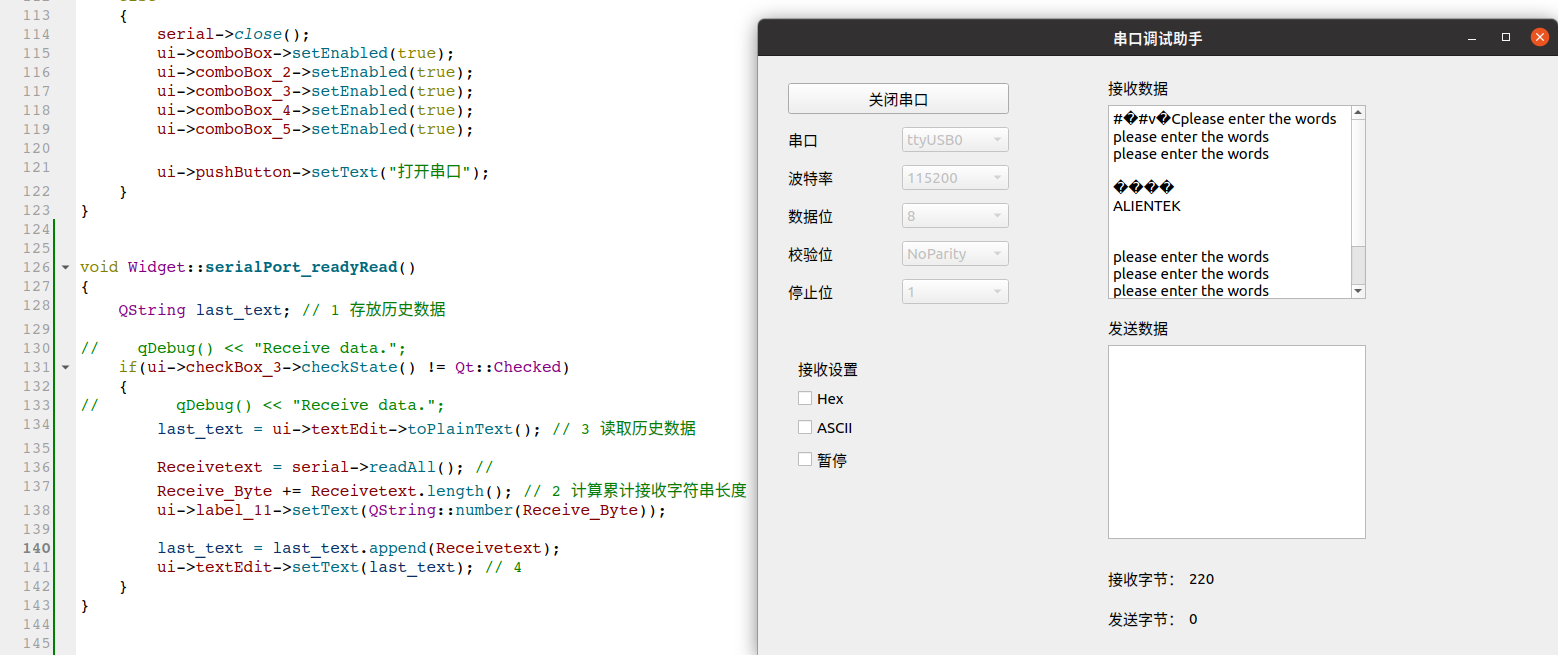 113 {
114 serial->close();
115 ui->comboBox->setEnabled(true);
116 ui->comboBox_2->setEnabled(true);
117 ui->comboBox_3->setEnabled(true);
118 ui->comboBox_4->setEnabled(true);
119 ui->comboBox_5->setEnabled(true);
120
121 ui->pushButton->setText("打开串口");
122 }
123 }
124
125
126 void Widget::serialPort_readyRead()
127 {
128 QString last_text; // 1 存放历史数据
129
130 // qDebug() << "Receive data.";
131 if(ui->checkBox_3->checkState() != Qt::Checked)
132 {
133 // qDebug() << "Receive data.";
134 last_text = ui->textEdit->toPlainText(); // 3 读取历史数据
135
136 Receivetext = serial->readAll(); //
137 Receive_Byte += Receivetext.length(); // 2 计算累计接收字符串长度
138 ui->label_11->setText(QString::number(Receive_Byte));
139
140 last_text = last_text.append(Receivetext);
141 ui->textEdit->setText(last_text); // 4
142 }
143 }
144
145
串口调试助手
关闭串口
串口 ttyUSB0
波特率 115200
数据位 8
校验位 NoParity
停止位 1
接收设置
Hex
ASCII
暂停
接收数据
#�#v�Cplease enter the words
please enter the words
please enter the words
����
ALIENTEK
please enter the words
please enter the words
please enter the words
发送数据
接收字节： 220
发送字节： 0